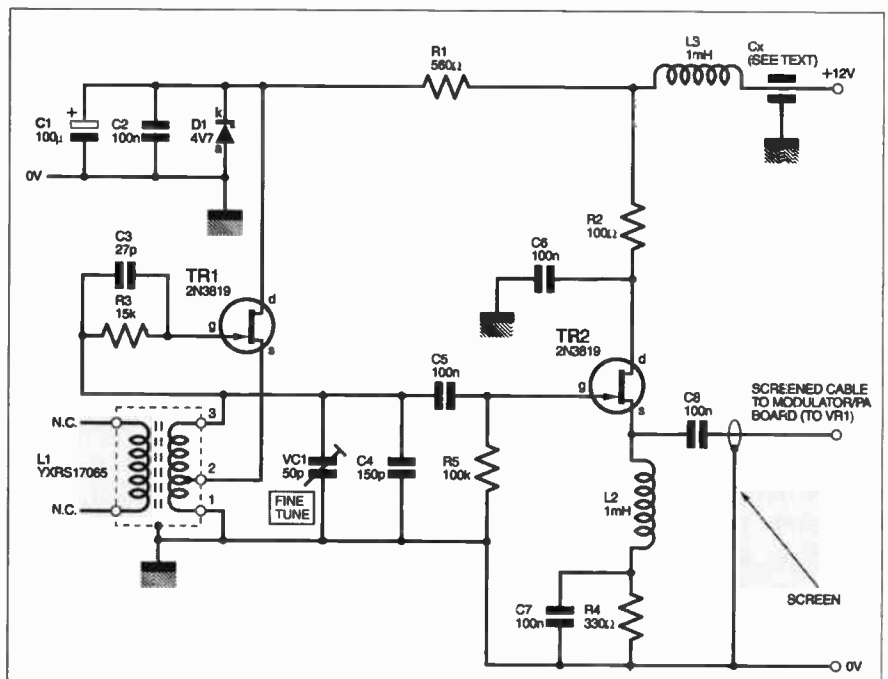 L3
1mH
Cx
(SEE TEXT)
+12V
R1
560Ω
C1
100µ
+
C2
100n
D1
4V7
k
a
0V
R2
100Ω
C3
27p
R3
15k
TR1
2N3819
g
d
s
C6
100n
TR2
2N3819
g
d
s
C5
100n
C8
100n
SCREENED CABLE
TO MODULATOR/PA
BOARD (TO VR1)
N.C.
L1
YXRS17065
N.C.
3
2
1
VC1
50p
FINE
TUNE
C4
150p
R5
100k
L2
1mH
C7
100n
R4
330Ω
SCREEN
0V